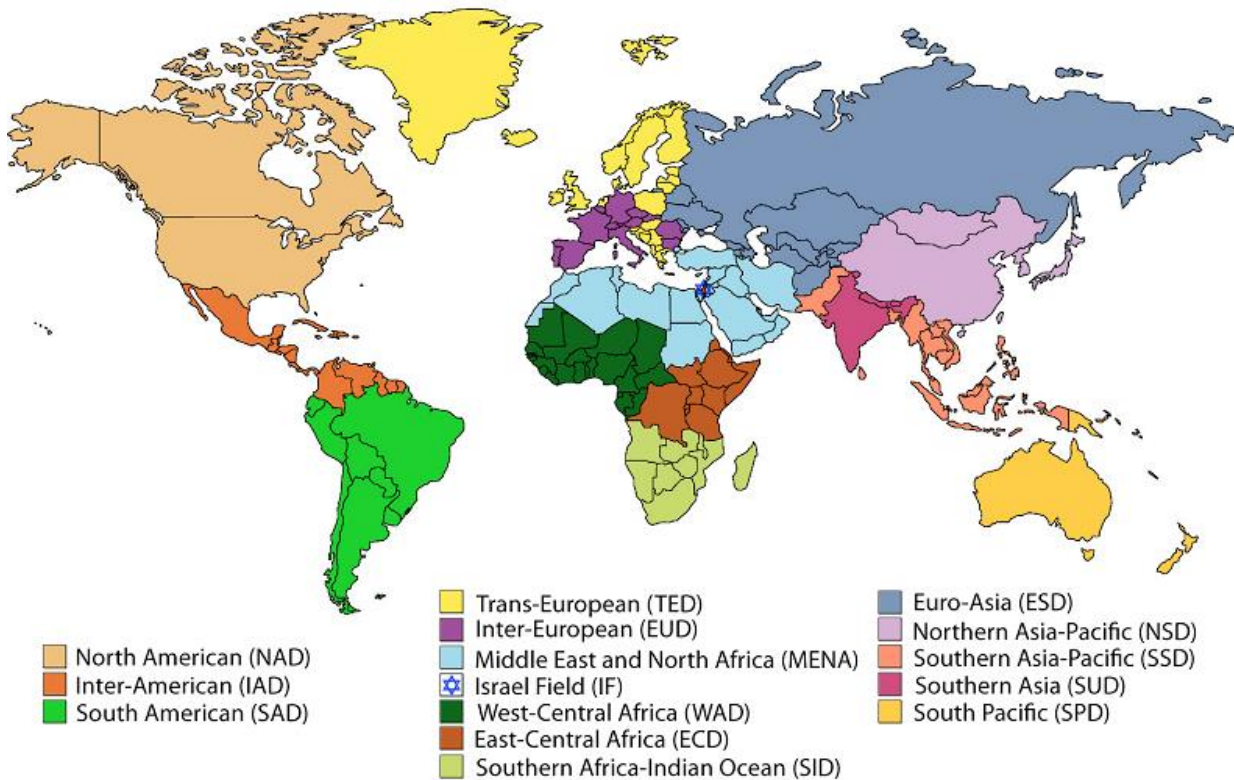 North American (NAD)
Inter-American (IAD)
South American (SAD)
Trans-European (TED)
Inter-European (EUD)
Middle East and North Africa (MENA)
Israel Field (IF)
West-Central Africa (WAD)
East-Central Africa (ECD)
Southern Africa-Indian Ocean (SID)
Euro-Asia (ESD)
Northern Asia-Pacific (NSD)
Southern Asia-Pacific (SSD)
Southern Asia (SUD)
South Pacific (SPD)